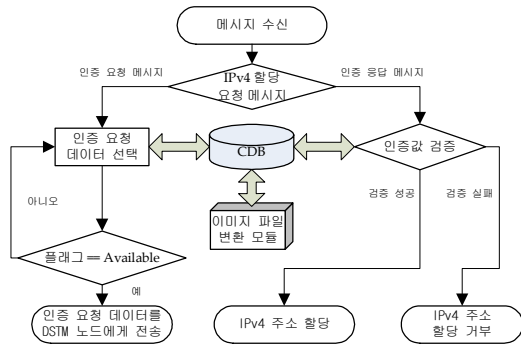 메시지 수신
인증 요청 메시지
IPv4 할당
요청 메시지
인증 응답 메시지
인증 요청
데이터 선택
CDB
인증값 검증
아니오
이미지 파일
변환 모듈
검증 성공
검증 실패
플래그 == Available
예
인증 요청 데이터를
DSTM 노드에게 전송
IPv4 주소 할당
IPv4 주소
할당 거부